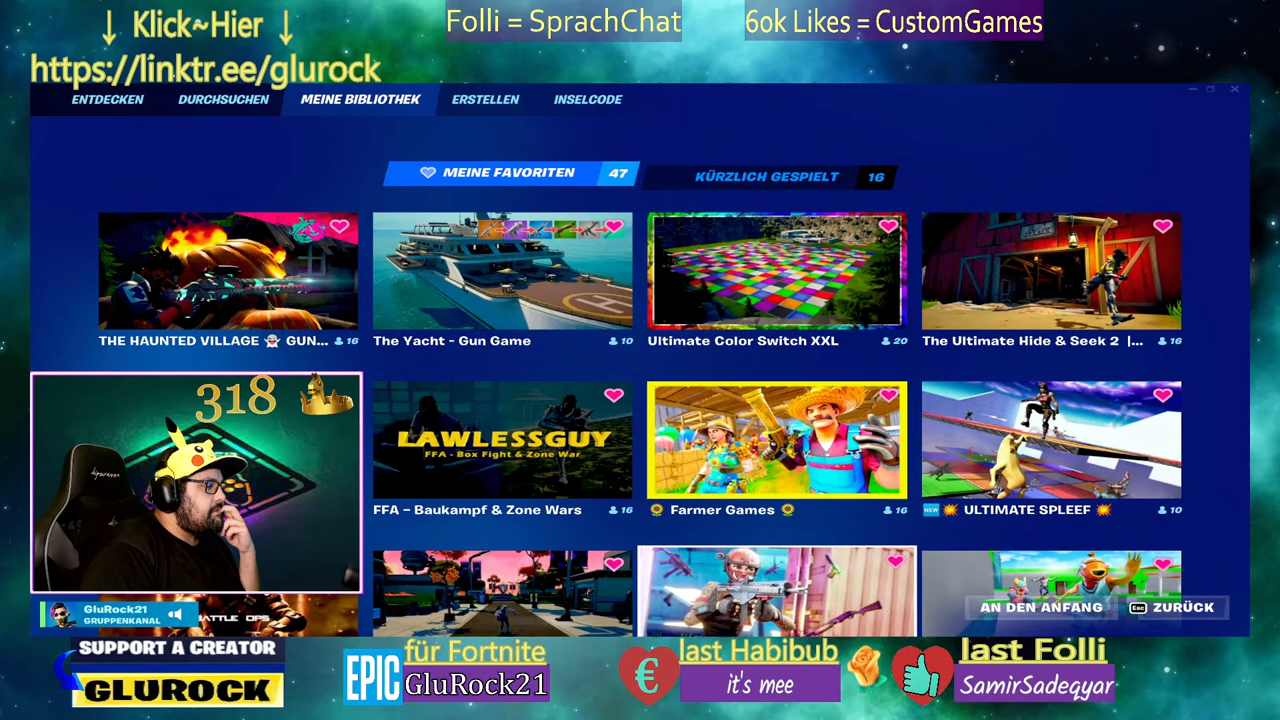 ↓ Klick~Hier ↓
Folli = SprachChat
60k Likes = CustomGames
https://linktr.ee/glurock
ENTDECKEN
DURCHSUCHEN
MEINE BIBLIOTHEK
ERSTELLEN
INSELCODE
MEINE FAVORITEN 47
KÜRZLICH GESPIELT 16
THE HAUNTED VILLAGE 👻 GUN... 16
The Yacht - Gun Game 10
Ultimate Color Switch XXL 20
The Ultimate Hide & Seek 2 |... 16
318
LAWLESSGUY
FFA - Box Fight & Zone War
FFA – Baukampf & Zone Wars 16
🌻 Farmer Games 🌻 16
NEW 💥 ULTIMATE SPLEEF 💥 10
GluRock21
GRUPPENKANAL
BATTLE OPS
AN DEN ANFANG
Esc ZURÜCK
SUPPORT A CREATOR
GLUROCK
EPIC
für Fortnite
GluRock21
€
last Habibub
it's mee
last Folli
SamirSadeqyar